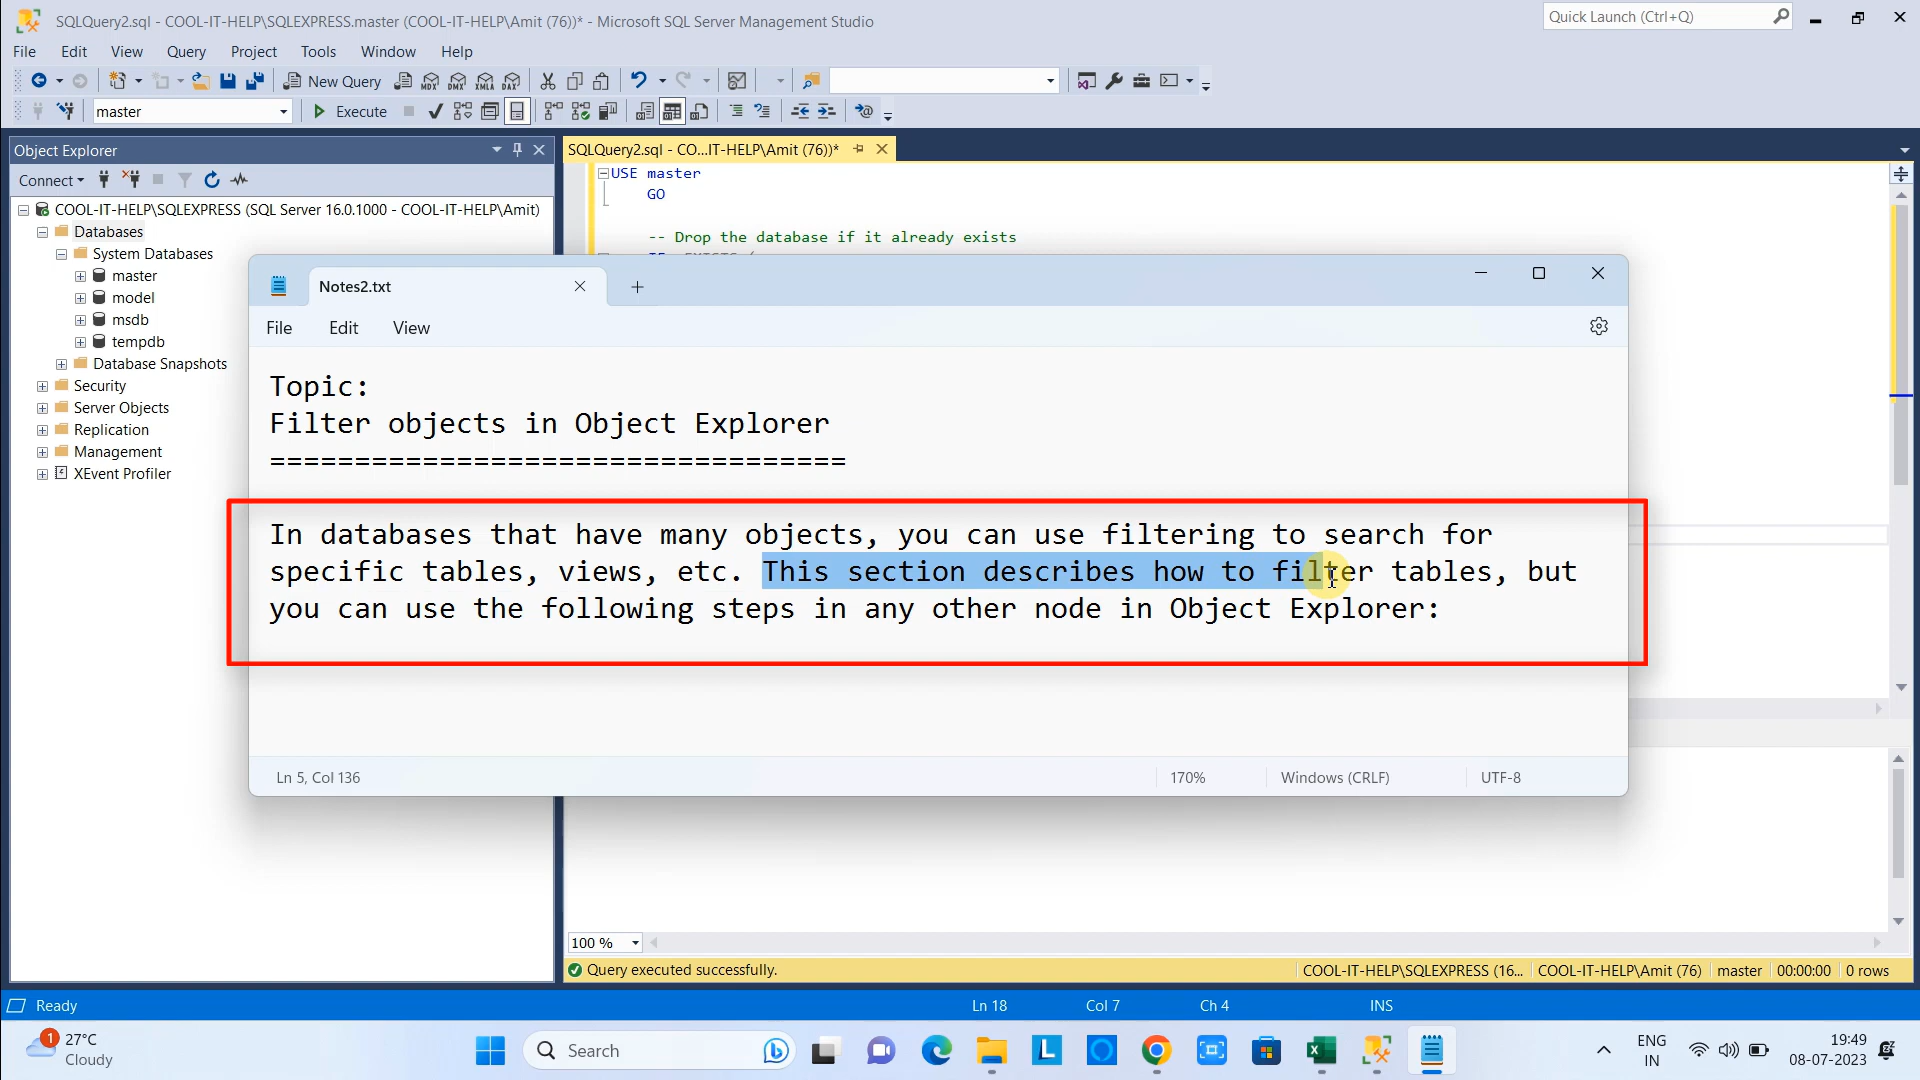 SQLQuery2.sql - COOL-IT-HELP\SQLEXPRESS.master (COOL-IT-HELP\Amit (76))* - Microsoft SQL Server Management Studio
Quick Launch (Ctrl+Q)
File Edit View Query Project Tools Window Help
New Query MDX DMX XMLA DAX
master Execute
Object Explorer
SQLQuery2.sql - CO...IT-HELP\Amit (76))*
Connect
USE master
GO
-- Drop the database if it already exists
COOL-IT-HELP\SQLEXPRESS (SQL Server 16.0.1000 - COOL-IT-HELP\Amit)
Databases
System Databases
master
model
msdb
tempdb
Database Snapshots
Security
Server Objects
Replication
Management
XEvent Profiler
Notes2.txt
File Edit View
Topic:
Filter objects in Object Explorer
==================================
In databases that have many objects, you can use filtering to search for
specific tables, views, etc. This section describes how to filter tables, but
you can use the following steps in any other node in Object Explorer:
Ln 5, Col 136 170% Windows (CRLF) UTF-8
100 %
Query executed successfully. COOL-IT-HELP\SQLEXPRESS (16... COOL-IT-HELP\Amit (76) master 00:00:00 0 rows
Ready Ln 18 Col 7 Ch 4 INS
1 27°C
Cloudy
Search
L
ENG
IN
19:49
08-07-2023